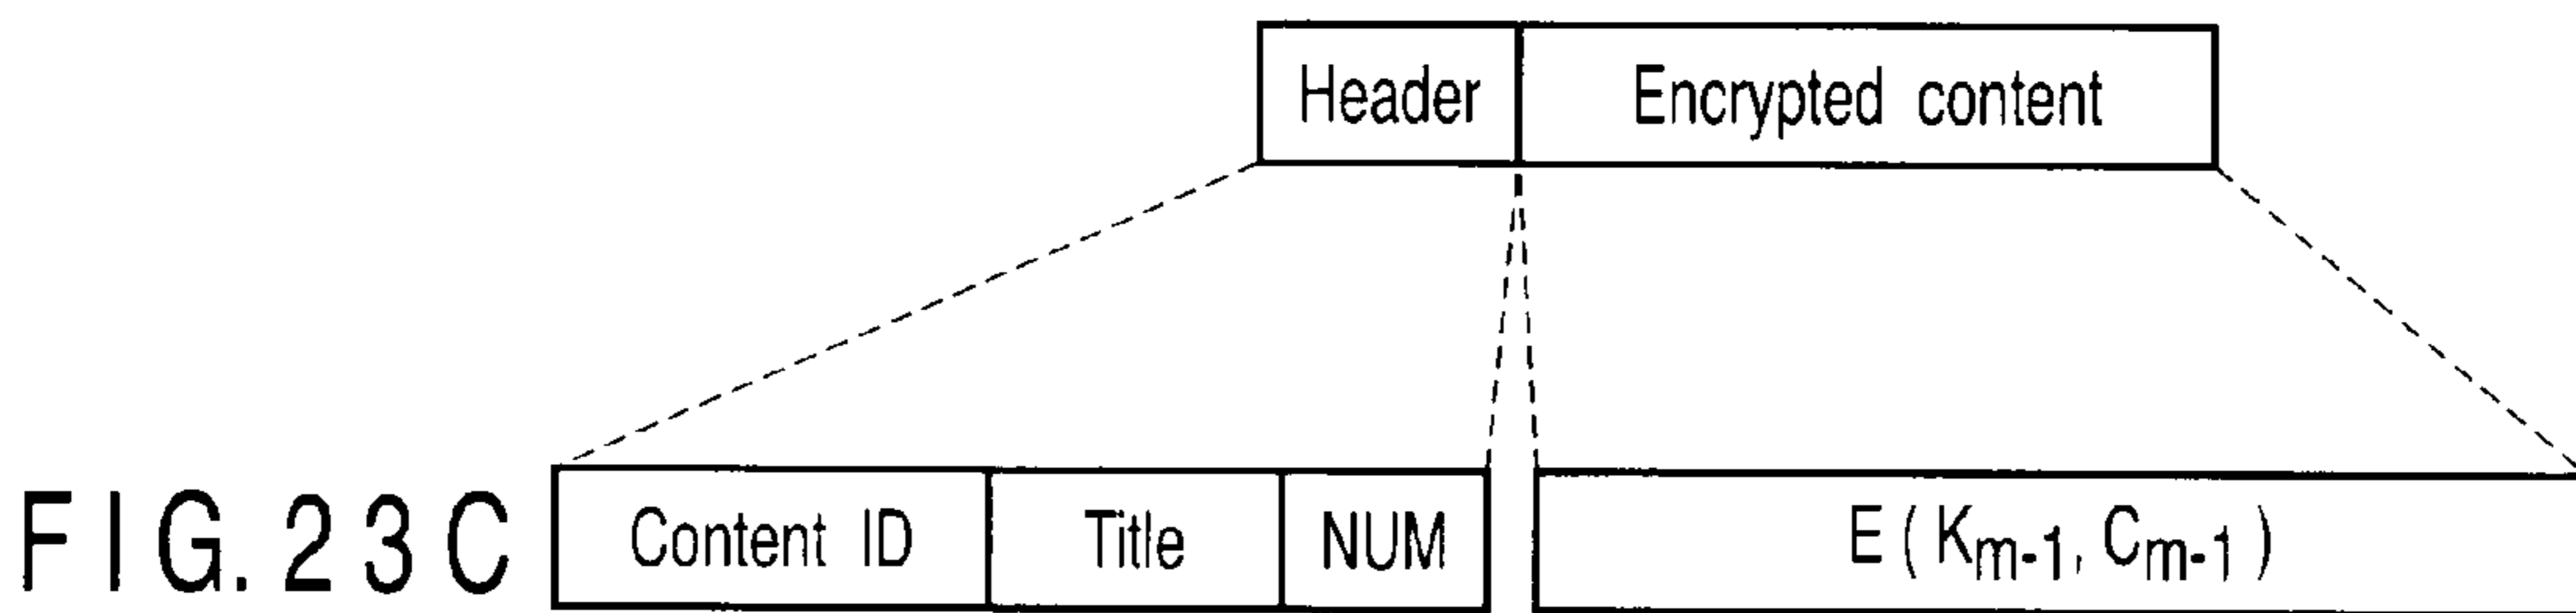 Header Encrypted content
FIG. 23C Content ID Title NUM E ( Km-1, Cm-1 )